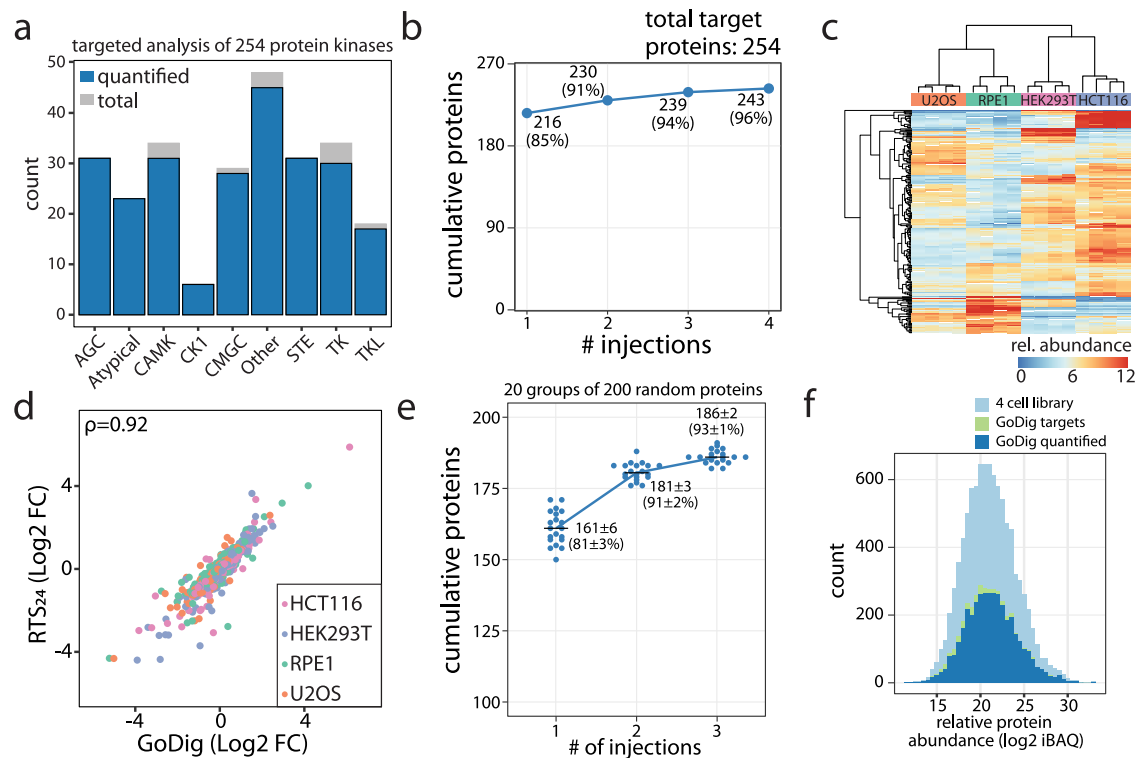 a
targeted analysis of 254 protein kinases
quantified
total
count
50
40
30
20
10
0
AGC
Atypical
CAMK
CK1
CMGC
Other
STE
TK
TKL
b
total target
proteins: 254
cumulative proteins
270
180
90
0
216
(85%)
230
(91%)
239
(94%)
243
(96%)
1
2
3
4
# injections
c
U2OS
RPE1
HEK293T
HCT116
rel. abundance
0
6
12
d
ρ=0.92
RTS24 (Log2 FC)
4
0
-4
HCT116
HEK293T
RPE1
U2OS
-4
0
4
GoDig (Log2 FC)
e
20 groups of 200 random proteins
cumulative proteins
200
175
150
125
100
161±6
(81±3%)
181±3
(91±2%)
186±2
(93±1%)
1
2
3
# of injections
f
4 cell library
GoDig targets
GoDig quantified
count
600
400
200
0
15
20
25
30
relative protein
abundance (log2 iBAQ)